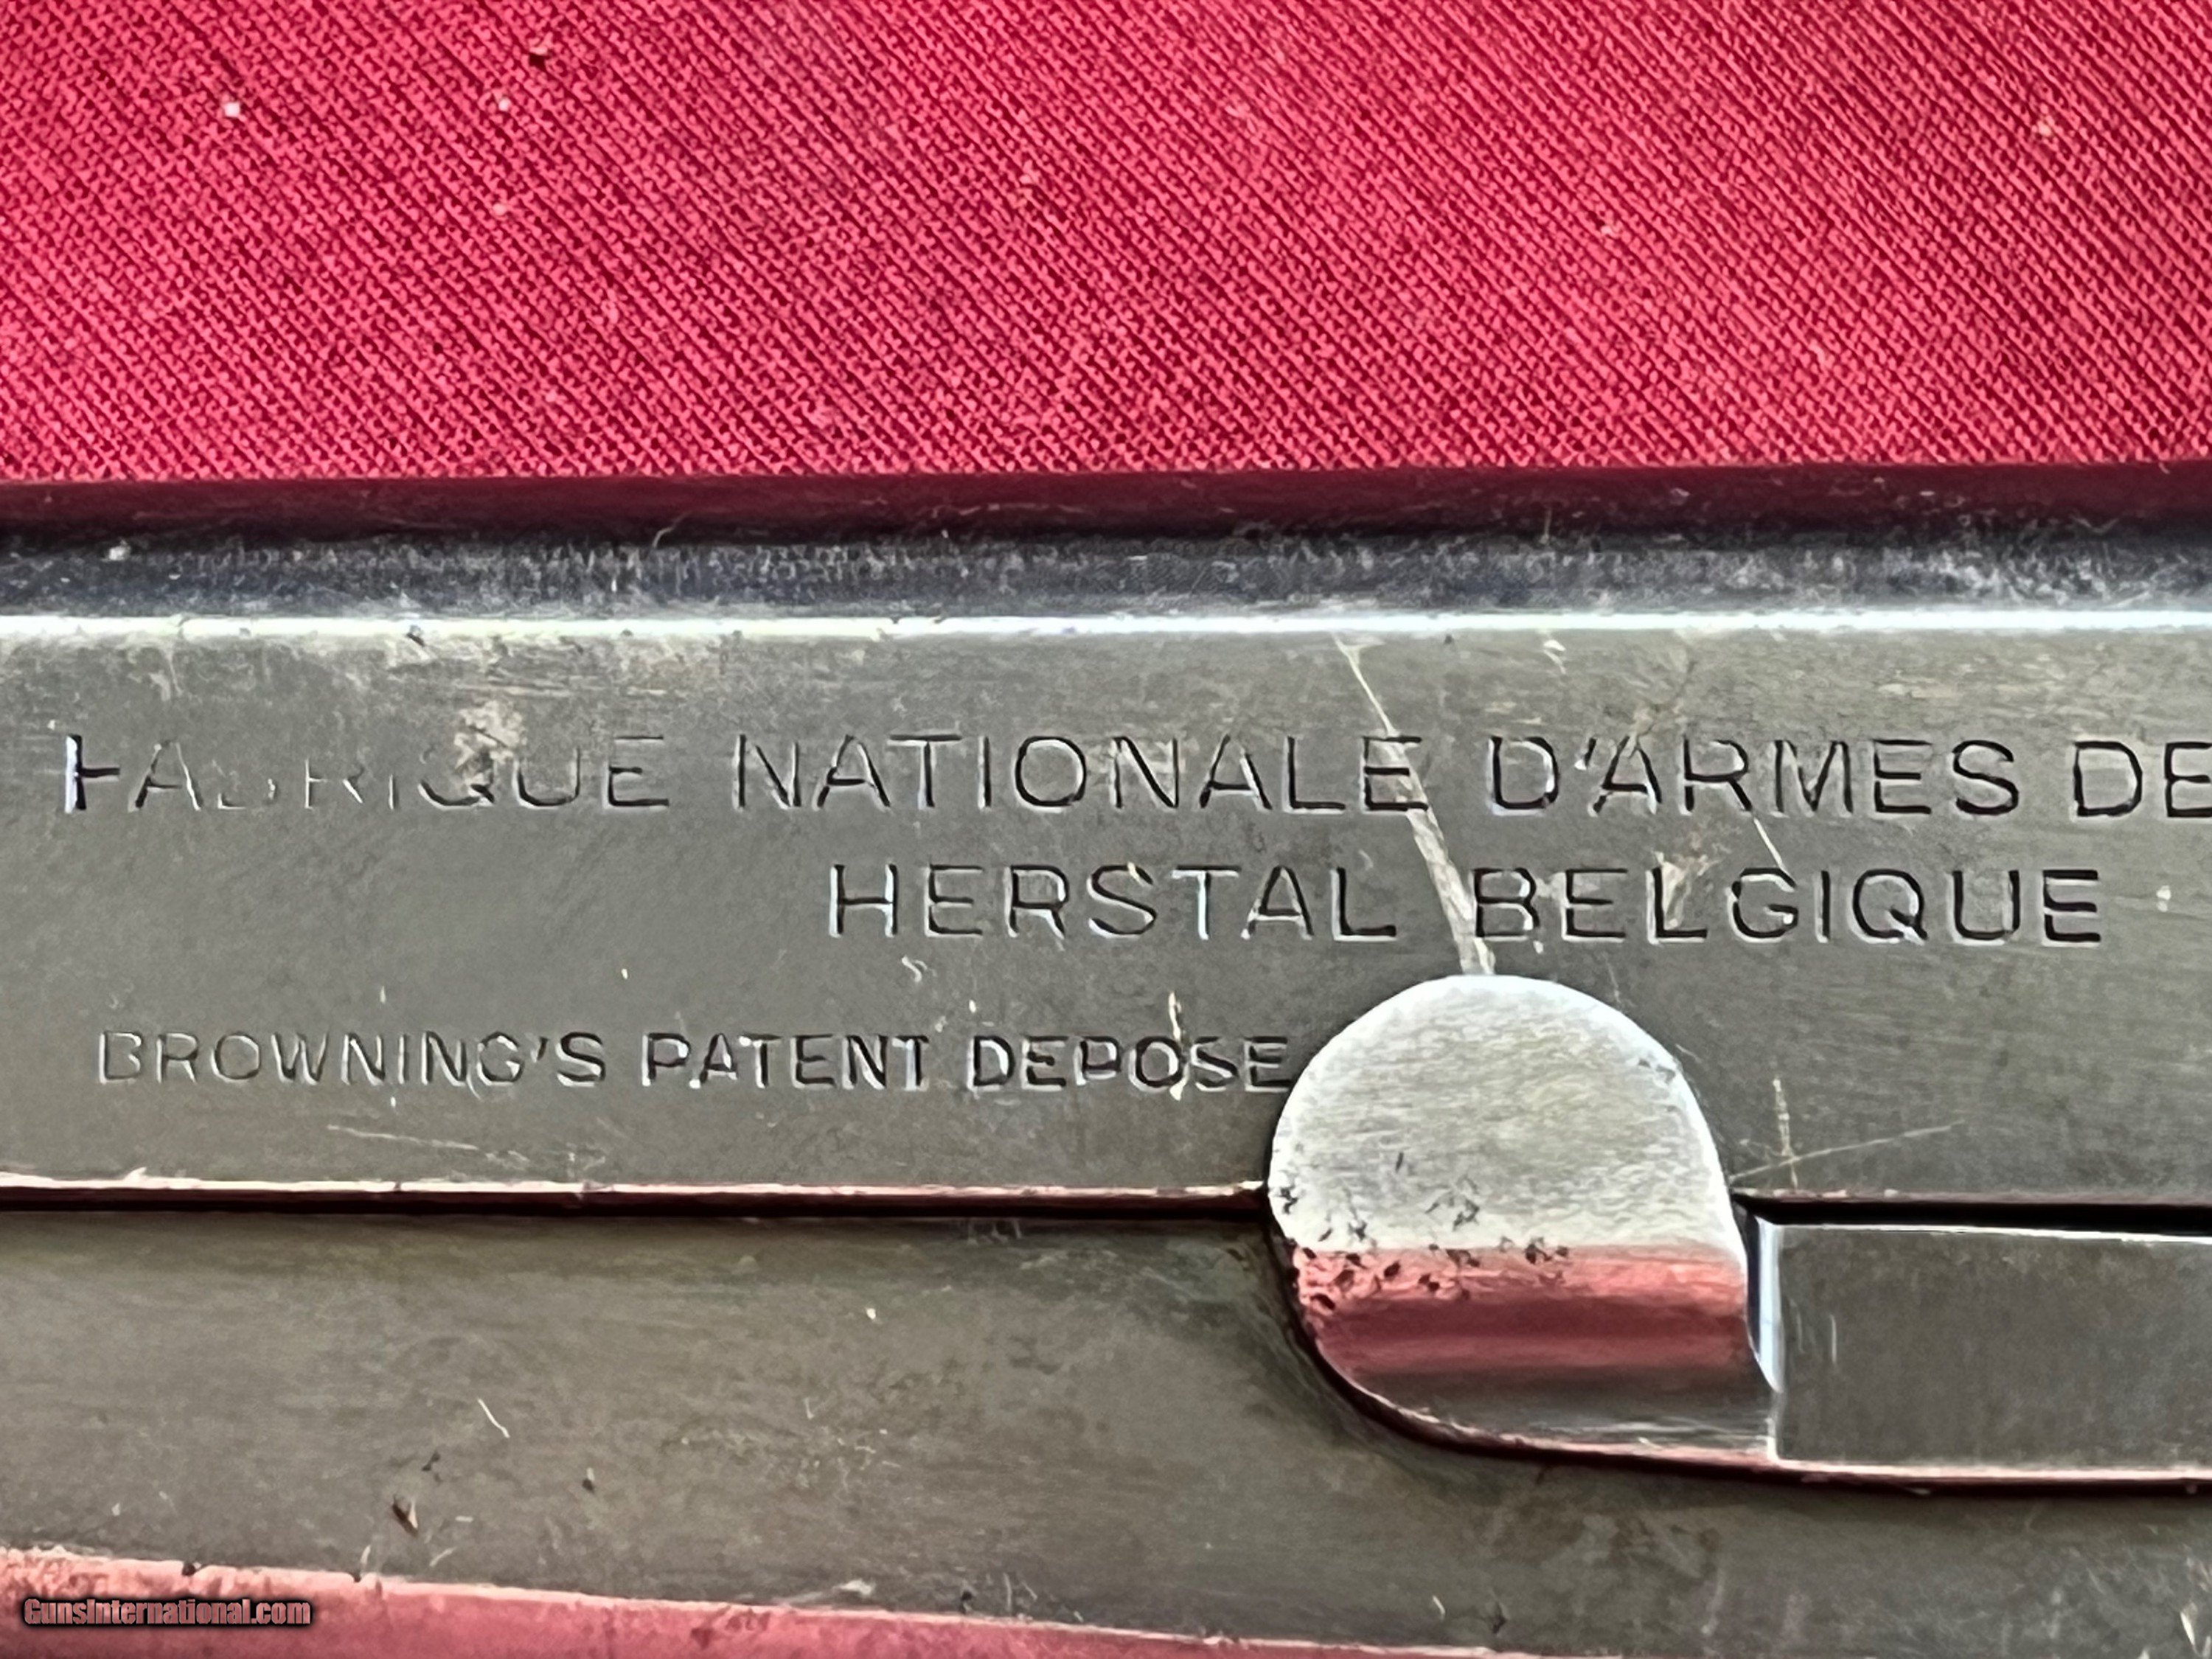 FABRIQUE NATIONALE D'ARMES DE
HERSTAL BELGIQUE
BROWNING'S PATENT DEPOSE
GunsInternational.com